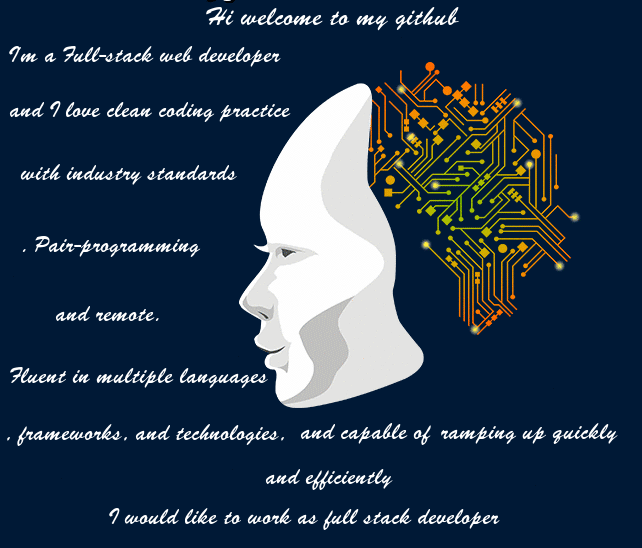 Hi welcome to my github
Im a Full-stack web developer
and I love clean coding practice
with industry standards
, Pair-programming
and remote.
Fluent in multiple languages
, frameworks, and technologies, and capable of ramping up quickly
and efficiently
I would like to work as full stack developer